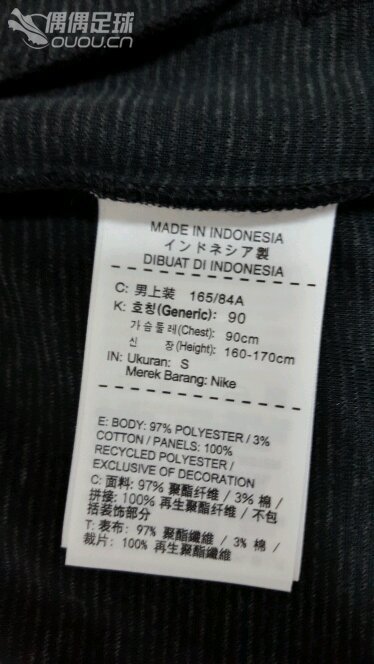 偶偶足球
OUOU.CN
MADE IN INDONESIA
インドネシア製
DIBUAT DI INDONESIA
C: 男上装 165/84A
K: 호칭(Generic): 90
가슴둘레(Chest): 90cm
신 장(Height): 160-170cm
IN: Ukuran: S
Merek Barang: Nike
E: BODY: 97% POLYESTER / 3%
COTTON / PANELS: 100%
RECYCLED POLYESTER /
EXCLUSIVE OF DECORATION
C: 面料: 97% 聚酯纤维 / 3% 棉 /
拼接: 100% 再生聚酯纤维 / 不包
括装饰部分
T: 表布: 97% 聚酯纖維 / 3% 棉 /
裁片: 100% 再生聚酯纖維